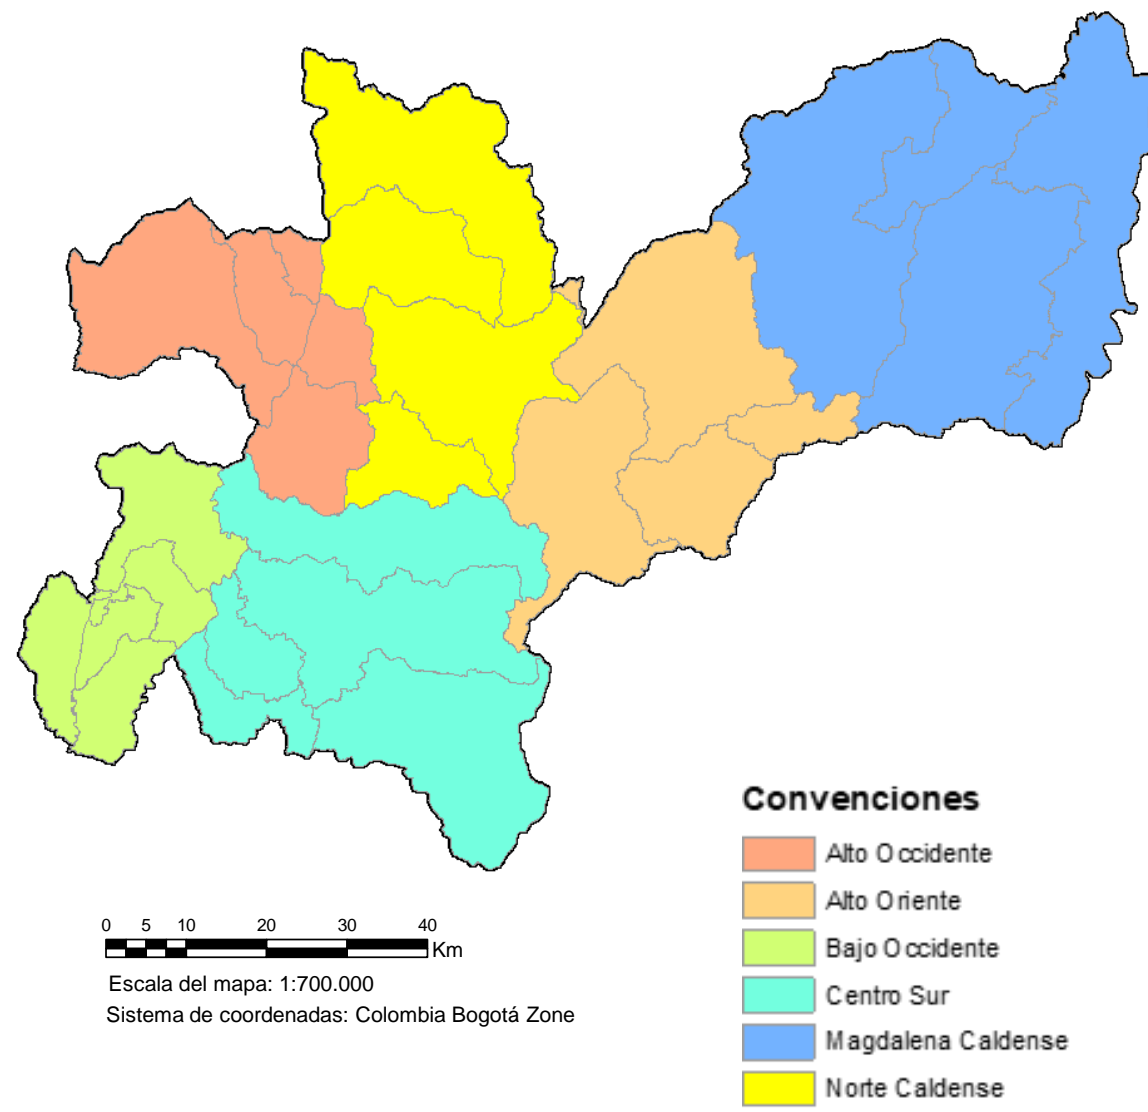 Convenciones
Alto Occidente
Alto Oriente
Bajo Occidente
Centro Sur
Magdalena Caldense
Norte Caldense
0 5 10 20 30 40
Km
Escala del mapa: 1:700.000
Sistema de coordenadas: Colombia Bogotá Zone